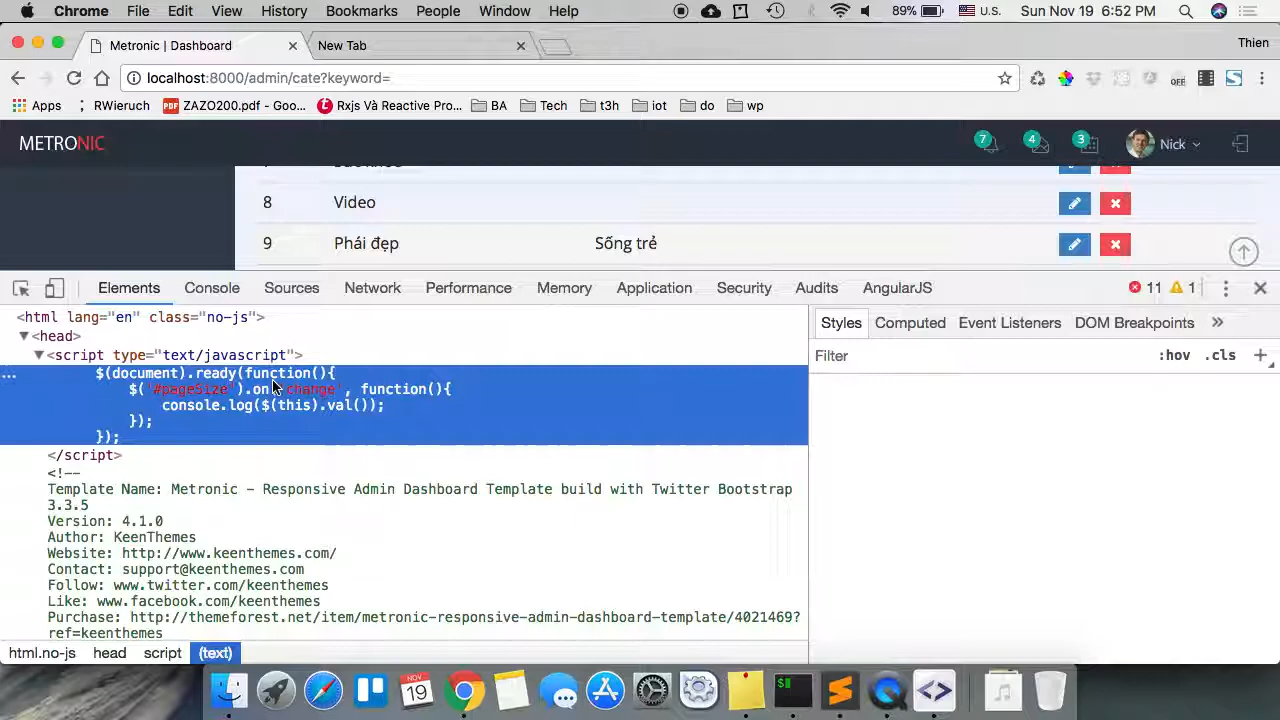 Chrome File Edit View History Bookmarks People Window Help 89% U.S. Sun Nov 19 6:52 PM
Metronic | Dashboard × New Tab × Thien
localhost:8000/admin/cate?keyword= OFF
Apps RWieruch PDF ZAZO200.pdf - Goo... Rxjs Và Reactive Pro... BA Tech t3h iot do wp
METRONIC 7 4 3 Nick
8 Video
9 Phái đẹp Sống trẻ
Elements Console Sources Network Performance Memory Application Security Audits AngularJS 11 1
<html lang="en" class="no-js">
▼<head>
▼<script type="text/javascript">
... $(document).ready(function(){
$('#pageSize').on('change', function(){
console.log($(this).val());
});
});
</script>
<!--
Template Name: Metronic - Responsive Admin Dashboard Template build with Twitter Bootstrap
3.3.5
Version: 4.1.0
Author: KeenThemes
Website: http://www.keenthemes.com/
Contact: support@keenthemes.com
Follow: www.twitter.com/keenthemes
Like: www.facebook.com/keenthemes
Purchase: http://themeforest.net/item/metronic-responsive-admin-dashboard-template/4021469?
ref=keenthemes
html.no-js head script (text)
Styles Computed Event Listeners DOM Breakpoints »
Filter :hov .cls +
NOV
19